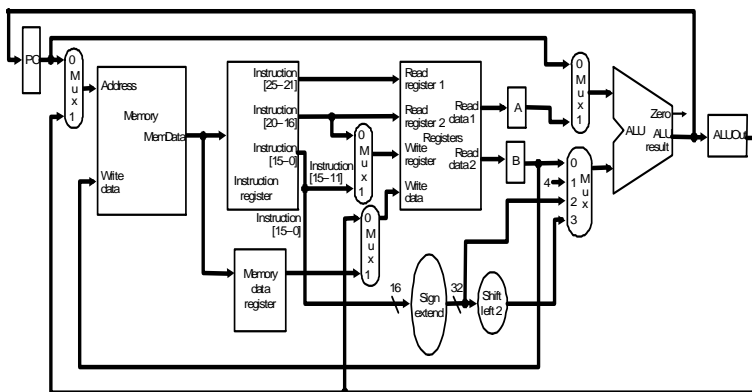 PC
0
M
u
x
1
Address
Memory
MemData
Write
data
Instruction
[25–21]
Instruction
[20–16]
Instruction
[15–0]
Instruction
register
Instruction
[15–11]
Instruction
[15–0]
Memory
data
register
0
M
u
x
1
0
M
u
x
1
Read
register 1
Read
register 2
Registers
Write
register
Write
data
Read
data1
Read
data2
A
B
16
Sign
extend
32
Shift
left 2
0
M
u
x
1
4
0
1
2
3
M
u
x
Zero
ALU
ALU
result
ALUOut